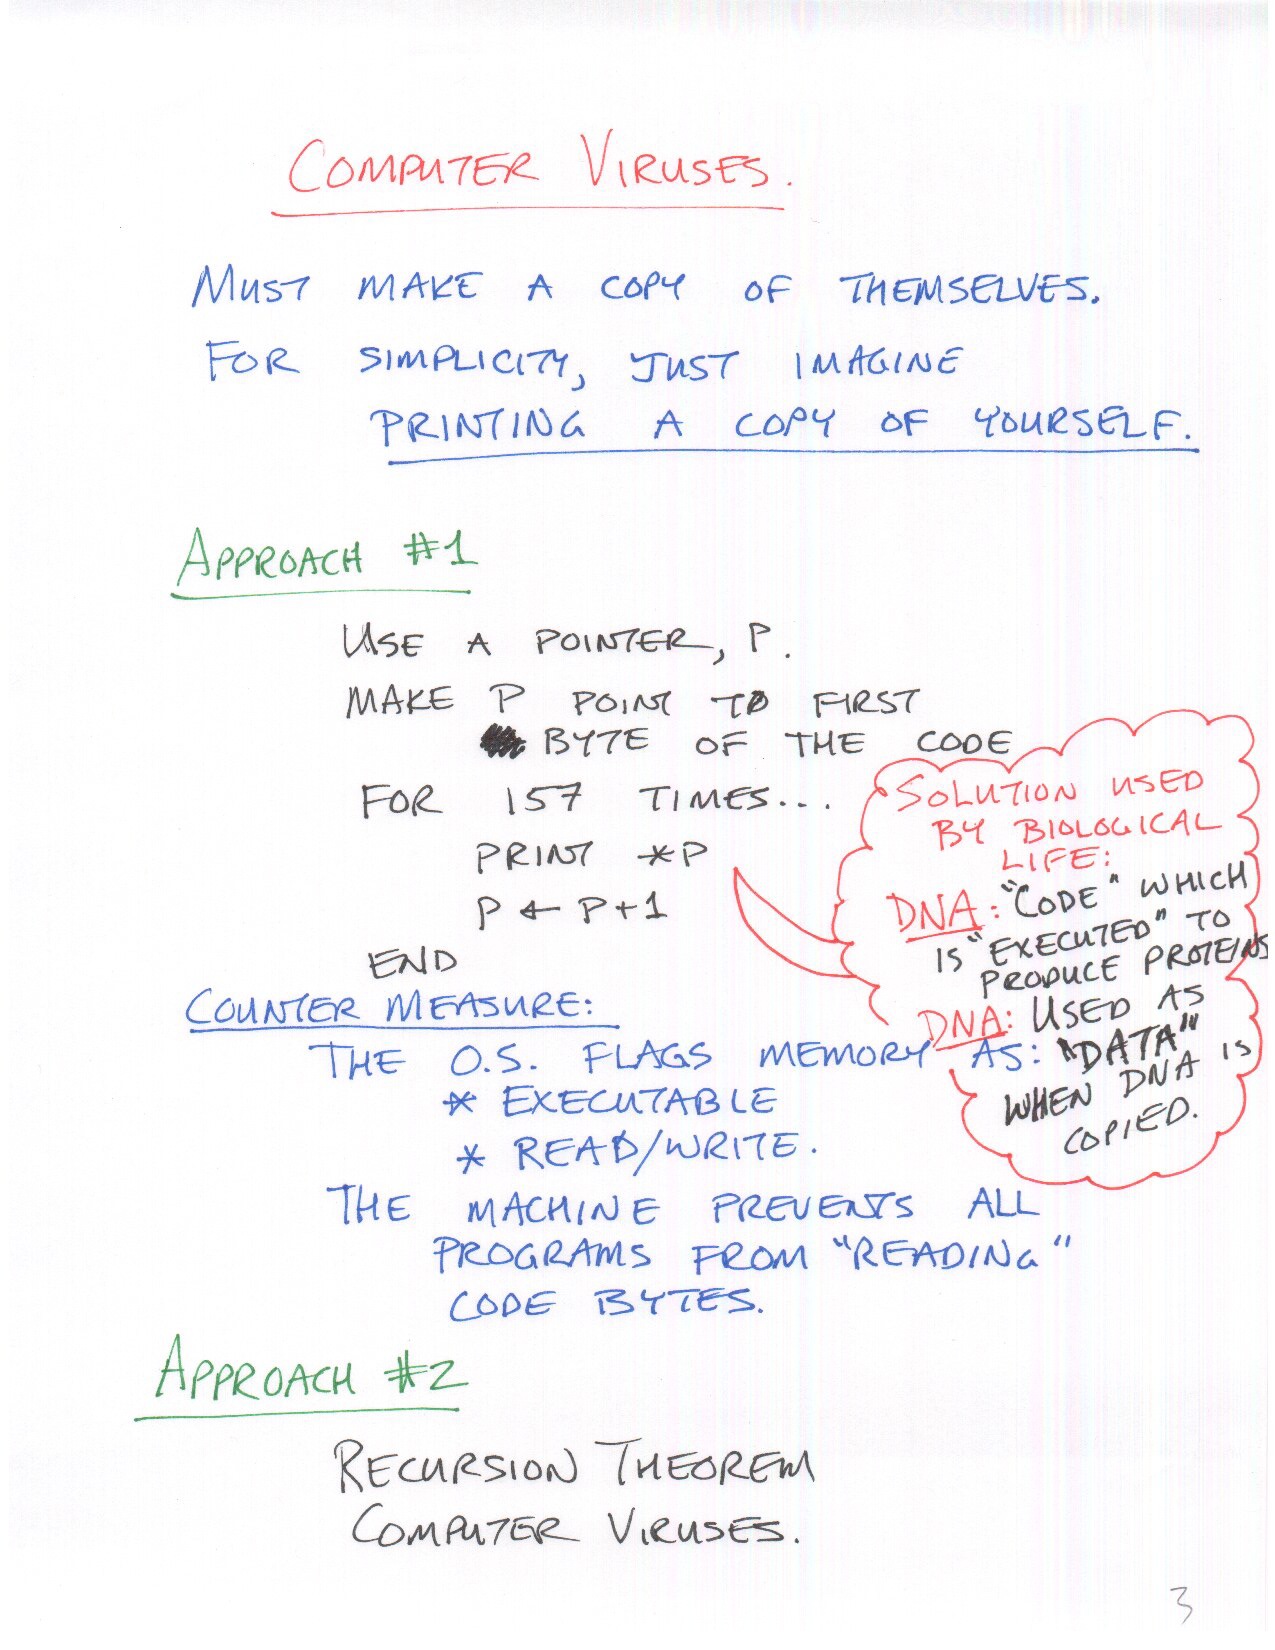 COMPUTER VIRUSES.
MUST MAKE A COPY OF THEMSELVES.
FOR SIMPLICITY, JUST IMAGINE
PRINTING A COPY OF YOURSELF.
APPROACH #1
USE A POINTER, P.
MAKE P POINT TO FIRST
BYTE OF THE CODE
FOR 157 TIMES...
PRINT *P
P ← P+1
END
SOLUTION USED
BY BIOLOGICAL
LIFE:
DNA: "CODE" WHICH
IS "EXECUTED" TO
PRODUCE PROTEINS
DNA: USED AS
"DATA"
WHEN DNA IS
COPIED.
COUNTER MEASURE:
THE O.S. FLAGS MEMORY AS:
* EXECUTABLE
* READ/WRITE.
THE MACHINE PREVENTS ALL
PROGRAMS FROM "READING"
CODE BYTES.
APPROACH #2
RECURSION THEOREM
COMPUTER VIRUSES.
3